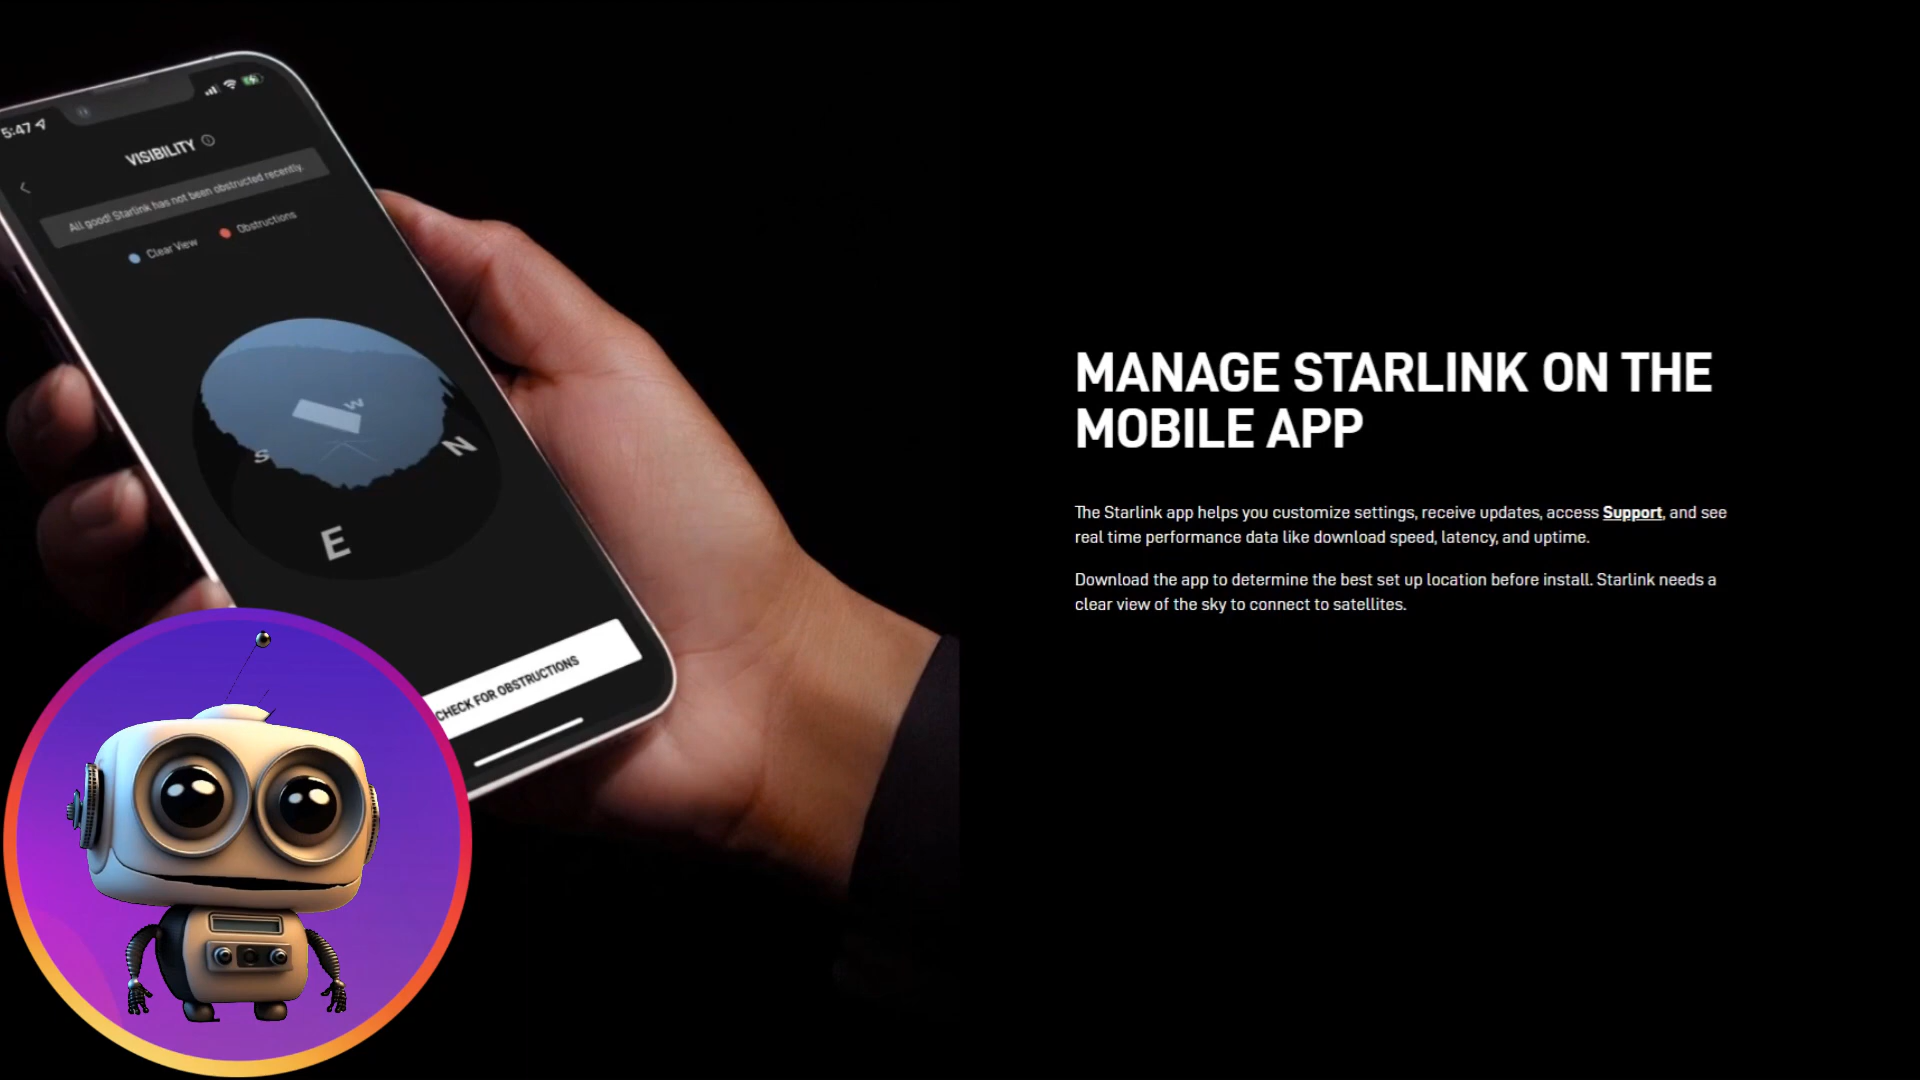 5:47
VISIBILITY
All good! Starlink has not been obstructed recently.
Clear View
Obstructions
W
S
N
E
CHECK FOR OBSTRUCTIONS
MANAGE STARLINK ON THE
MOBILE APP
The Starlink app helps you customize settings, receive updates, access Support, and see
real time performance data like download speed, latency, and uptime.
Download the app to determine the best set up location before install. Starlink needs a
clear view of the sky to connect to satellites.